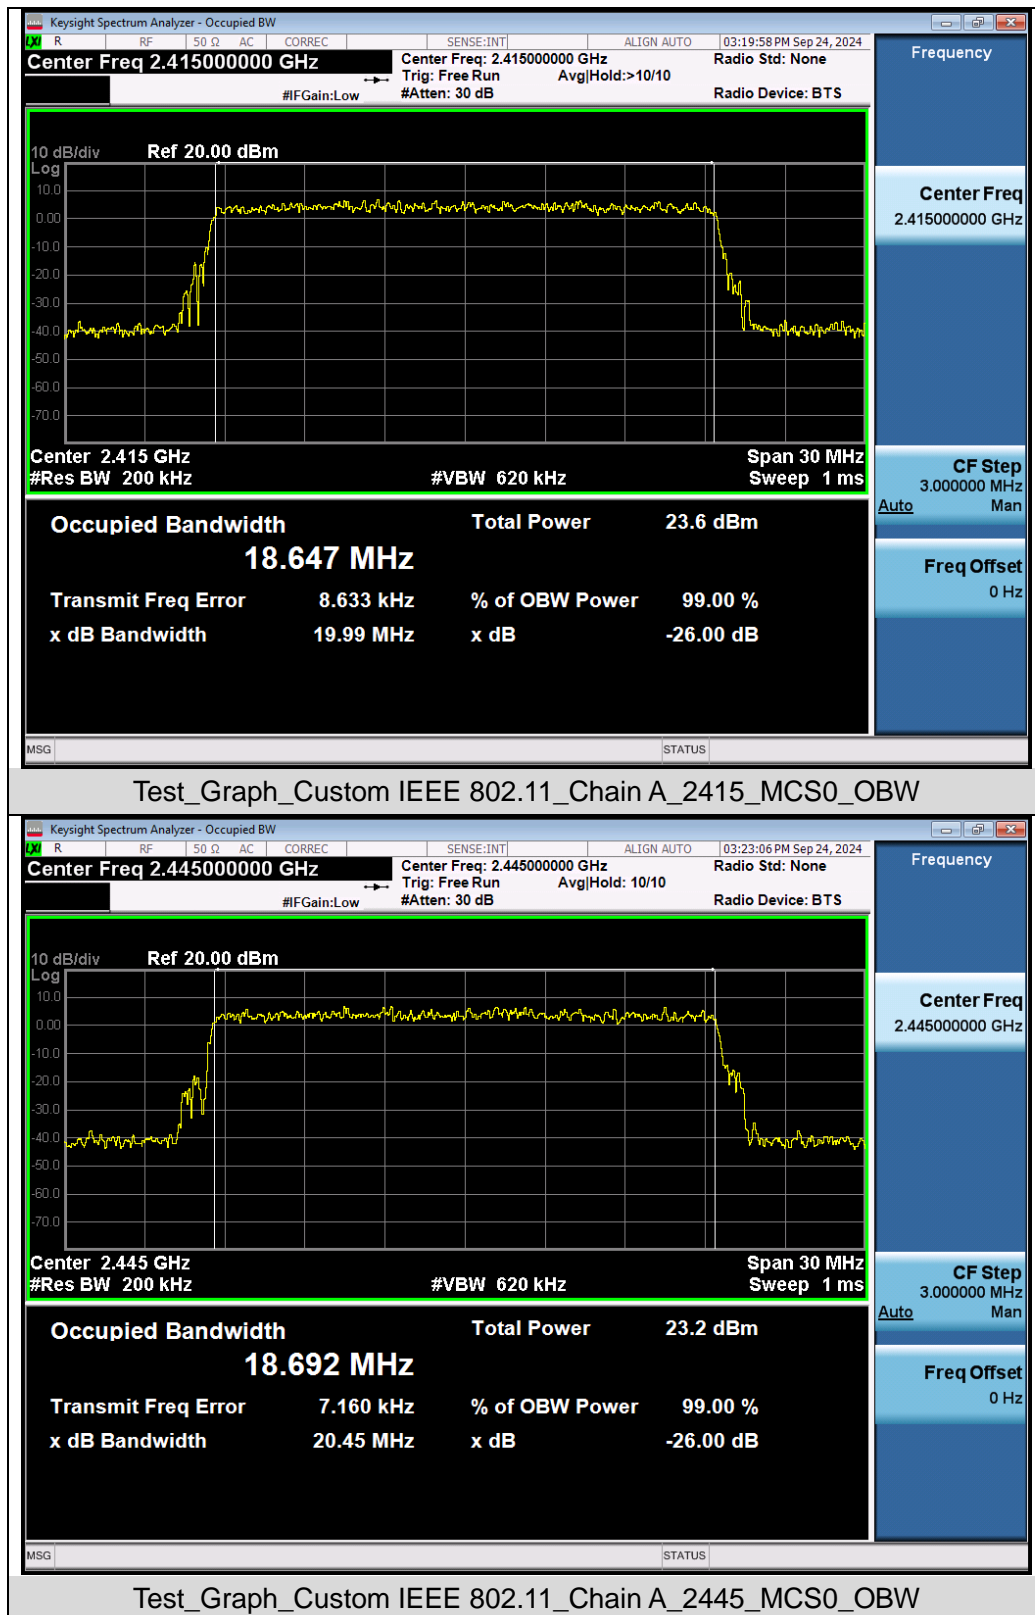 Keysight Spectrum Analyzer - Occupied BW
LXI R RF 50 Ω AC CORREC SENSE:INT ALIGN AUTO 03:19:58 PM Sep 24, 2024
Center Freq 2.415000000 GHz
Center Freq: 2.415000000 GHz
Radio Std: None
Trig: Free Run Avg|Hold:>10/10
#IFGain:Low
#Atten: 30 dB
Radio Device: BTS
Frequency
10 dB/div Ref 20.00 dBm
Log
10.0
0.00
-10.0
-20.0
-30.0
-40.0
-50.0
-60.0
-70.0
Center 2.415 GHz Span 30 MHz
#Res BW 200 kHz #VBW 620 kHz Sweep 1 ms
Center Freq
2.415000000 GHz
CF Step
3.000000 MHz
Auto Man
Freq Offset
0 Hz
Occupied Bandwidth Total Power 23.6 dBm
18.647 MHz
Transmit Freq Error 8.633 kHz % of OBW Power 99.00 %
x dB Bandwidth 19.99 MHz x dB -26.00 dB
MSG STATUS
Test_Graph_Custom IEEE 802.11_Chain A_2415_MCS0_OBW
Keysight Spectrum Analyzer - Occupied BW
LXI R RF 50 Ω AC CORREC SENSE:INT ALIGN AUTO 03:23:06 PM Sep 24, 2024
Center Freq 2.445000000 GHz
Center Freq: 2.445000000 GHz
Radio Std: None
Trig: Free Run Avg|Hold: 10/10
#IFGain:Low
#Atten: 30 dB
Radio Device: BTS
Frequency
10 dB/div Ref 20.00 dBm
Log
10.0
0.00
-10.0
-20.0
-30.0
-40.0
-50.0
-60.0
-70.0
Center 2.445 GHz Span 30 MHz
#Res BW 200 kHz #VBW 620 kHz Sweep 1 ms
Center Freq
2.445000000 GHz
CF Step
3.000000 MHz
Auto Man
Freq Offset
0 Hz
Occupied Bandwidth Total Power 23.2 dBm
18.692 MHz
Transmit Freq Error 7.160 kHz % of OBW Power 99.00 %
x dB Bandwidth 20.45 MHz x dB -26.00 dB
MSG STATUS
Test_Graph_Custom IEEE 802.11_Chain A_2445_MCS0_OBW